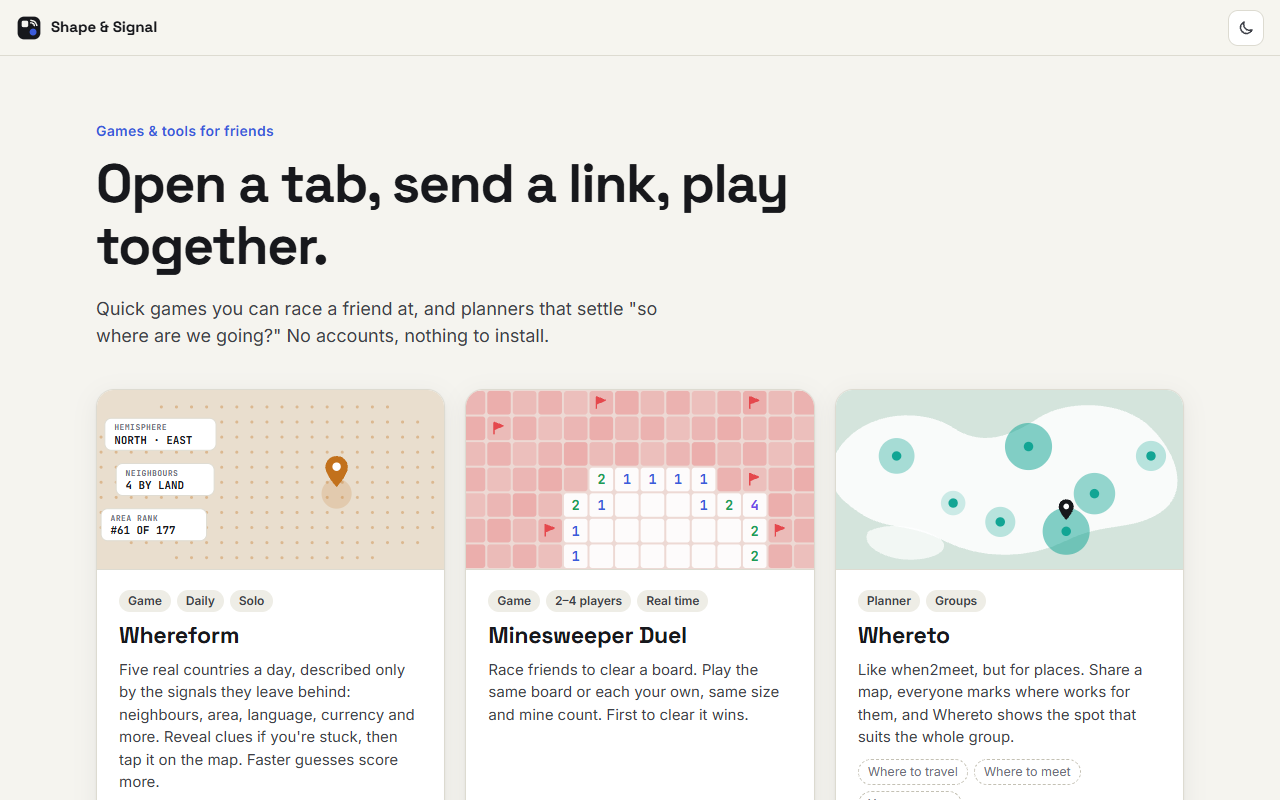 Shape & Signal
Games & tools for friends
Open a tab, send a link, play
together.
Quick games you can race a friend at, and planners that settle "so
where are we going?" No accounts, nothing to install.
HEMISPHERE
NORTH · EAST
NEIGHBOURS
4 BY LAND
AREA RANK
#61 OF 177
2 1 1 1 1
2 1 1 2 4
1 2
1 2
Game Daily Solo
Whereform
Five real countries a day, described only
by the signals they leave behind:
neighbours, area, language, currency and
more. Reveal clues if you're stuck, then
tap it on the map. Faster guesses score
more.
Game 2–4 players Real time
Minesweeper Duel
Race friends to clear a board. Play the
same board or each your own, same size
and mine count. First to clear it wins.
Planner Groups
Whereto
Like when2meet, but for places. Share a
map, everyone marks where works for
them, and Whereto shows the spot that
suits the whole group.
Where to travel Where to meet